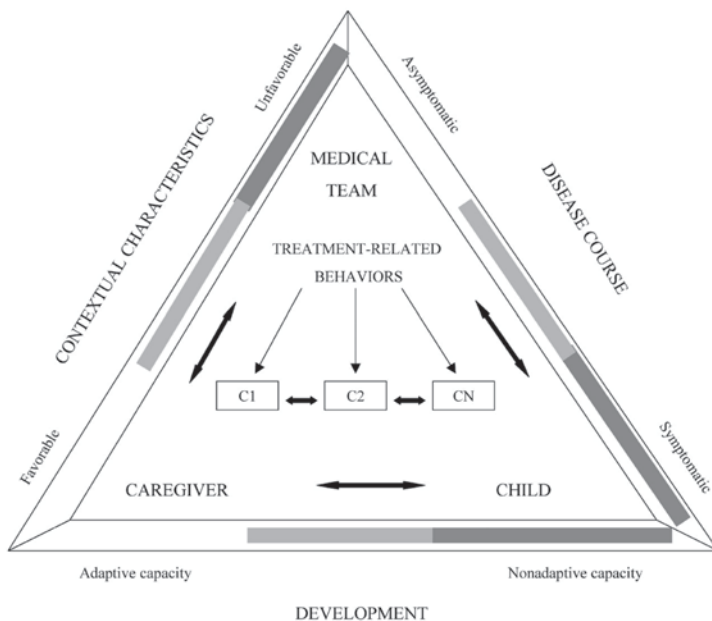 Unfavorable
Asymptomatic
CONTEXTUAL CHARACTERISTICS
DISEASE COURSE
MEDICAL
TEAM
TREATMENT-RELATED
BEHAVIORS
C1
C2
CN
Favorable
Symptomatic
CAREGIVER
CHILD
Adaptive capacity
Nonadaptive capacity
DEVELOPMENT